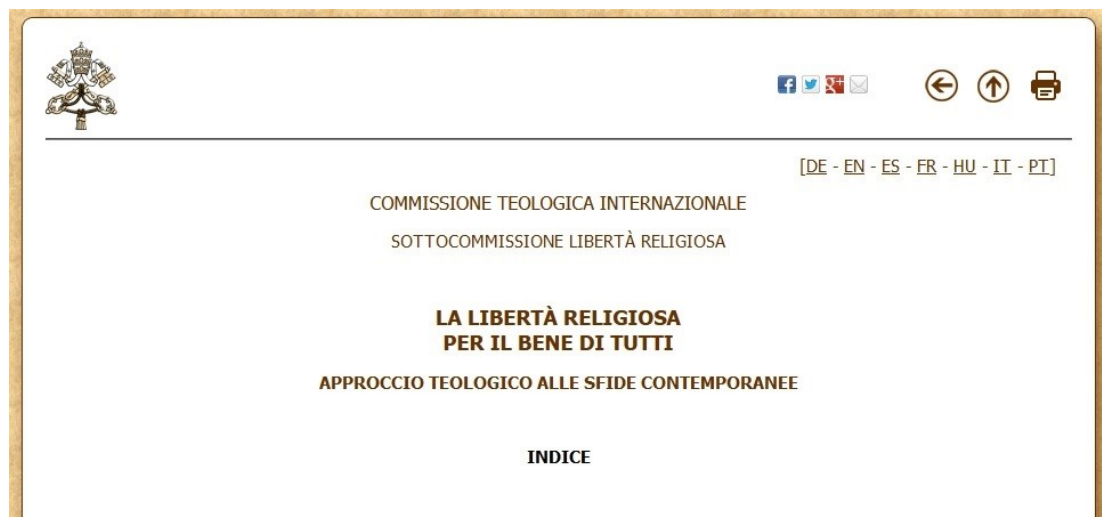 [DE - EN - ES - FR - HU - IT - PT]
COMMISSIONE TEOLOGICA INTERNAZIONALE
SOTTOCOMMISSIONE LIBERTÀ RELIGIOSA
LA LIBERTÀ RELIGIOSA
PER IL BENE DI TUTTI
APPROCCIO TEOLOGICO ALLE SFIDE CONTEMPORANEE
INDICE